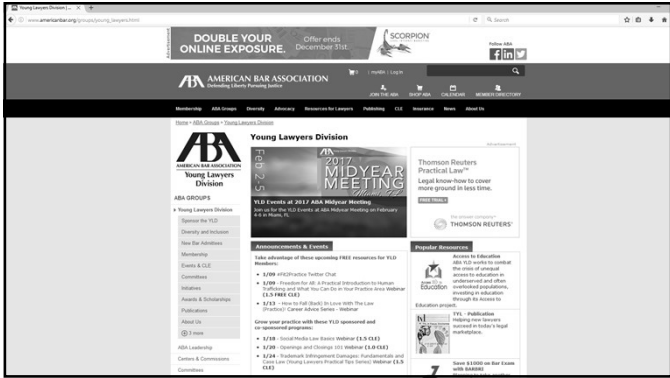 Young Lawyers Division | ...
www.americanbar.org/groups/young_lawyers.html
Search
Advertisement
DOUBLE YOUR
ONLINE EXPOSURE.
Offer ends
December 31st.
SCORPION
Follow ABA
AMERICAN BAR ASSOCIATION
Defending Liberty Pursuing Justice
0 | myABA | Log in
JOIN THE ABA SHOP ABA CALENDAR MEMBER DIRECTORY
Membership ABA Groups Diversity Advocacy Resources for Lawyers Publishing CLE Insurance News About Us
Home > ABA Groups > Young Lawyers Division
ABA
AMERICAN BAR ASSOCIATION
Young Lawyers
Division
ABA GROUPS
Young Lawyers Division
Sponsor the YLD
Diversity and Inclusion
New Bar Admittees
Membership
Events & CLE
Committees
Initiatives
Awards & Scholarships
Publications
About Us
3 more
ABA Leadership
Centers & Commissions
Committees
Young Lawyers Division
Feb 2-5
2017
MIDYEAR
MEETING
Miami, FL
YLD Events at 2017 ABA Midyear Meeting
Join us for the YLD Events at ABA Midyear Meeting on February
4-6 in Miami, FL
Announcements & Events
Take advantage of these upcoming FREE resources for YLD
Members:
1/09 #Fit2Practice Twitter Chat
1/09 - Freedom for All: A Practical Introduction to Human
Trafficking and What You Can Do in Your Practice Area Webinar
(1.5 FREE CLE)
1/13 - How to Fall (Back) In Love With The Law
(Practice): Career Advice Series - Webinar
Grow your practice with these YLD sponsored and
co-sponsored programs:
1/18 - Social Media Law Basics Webinar (1.5 CLE)
1/20 - Openings and Closings 101 Webinar (1.0 CLE)
1/24 - Trademark Infringement Damages: Fundamentals and
Case Law (Young Lawyers Practical Tips Series) Webinar (1.5
CLE)
Advertisement
Thomson Reuters
Practical Law™
Legal know-how to cover
more ground in less time.
FREE TRIAL
the answer company™
THOMSON REUTERS®
Popular Resources
Access to Education
ABA YLD works to combat
the crisis of unequal
access to education in
underserved and often
overlooked populations,
investing in education
through its Access to
Education project.
Access to
Education
TYL - Publication
Helping new lawyers
succeed in today's legal
marketplace.
tyl
Save $1000 on Bar Exam
with BARBRI